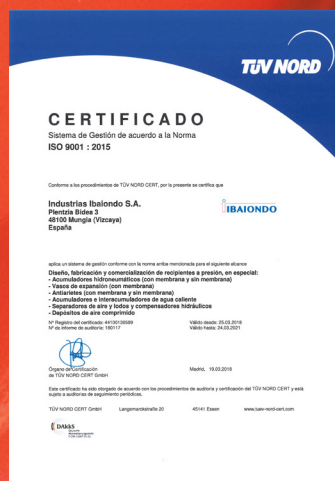 TÜV NORD
CERTIFICADO
Sistema de Gestión de acuerdo a la Norma
ISO 9001 : 2015
Conforme a los procedimientos de TÜV NORD CERT, por la presente se certifica que
Industrias Ibaiondo S.A.
Plentzia Bidea 3
48100 Mungia (Vizcaya)
España
IBAIONDO
aplica un sistema de gestión conforme con la norma arriba mencionada para el siguiente alcance
Diseño, fabricación y comercialización de recipientes a presión, en especial:
- Acumuladores hidroneumáticos (con membrana y sin membrana)
- Vasos de expansión (con membrana)
- Antiarietes (con membrana y sin membrana)
- Acumuladores e interacumuladores de agua caliente
- Separadores de aire y lodos y compensadores hidráulicos
- Depósitos de aire comprimido
Nº Registro del certificado: 44100138589
Nº de informe de auditoría: 160117
Válido desde: 25.03.2018
Válido hasta: 24.03.2021
Órgano de Certificación
de TÜV NORD CERT GmbH
Madrid, 19.03.2018
Este certificado ha sido otorgado de acuerdo con los procedimientos de auditoría y certificación del TÜV NORD CERT y está
sujeto a auditorías de seguimiento periódicas.
TÜV NORD CERT GmbH
Langemarckstraße 20
45141 Essen
www.tuev-nord-cert.com
DAkkS